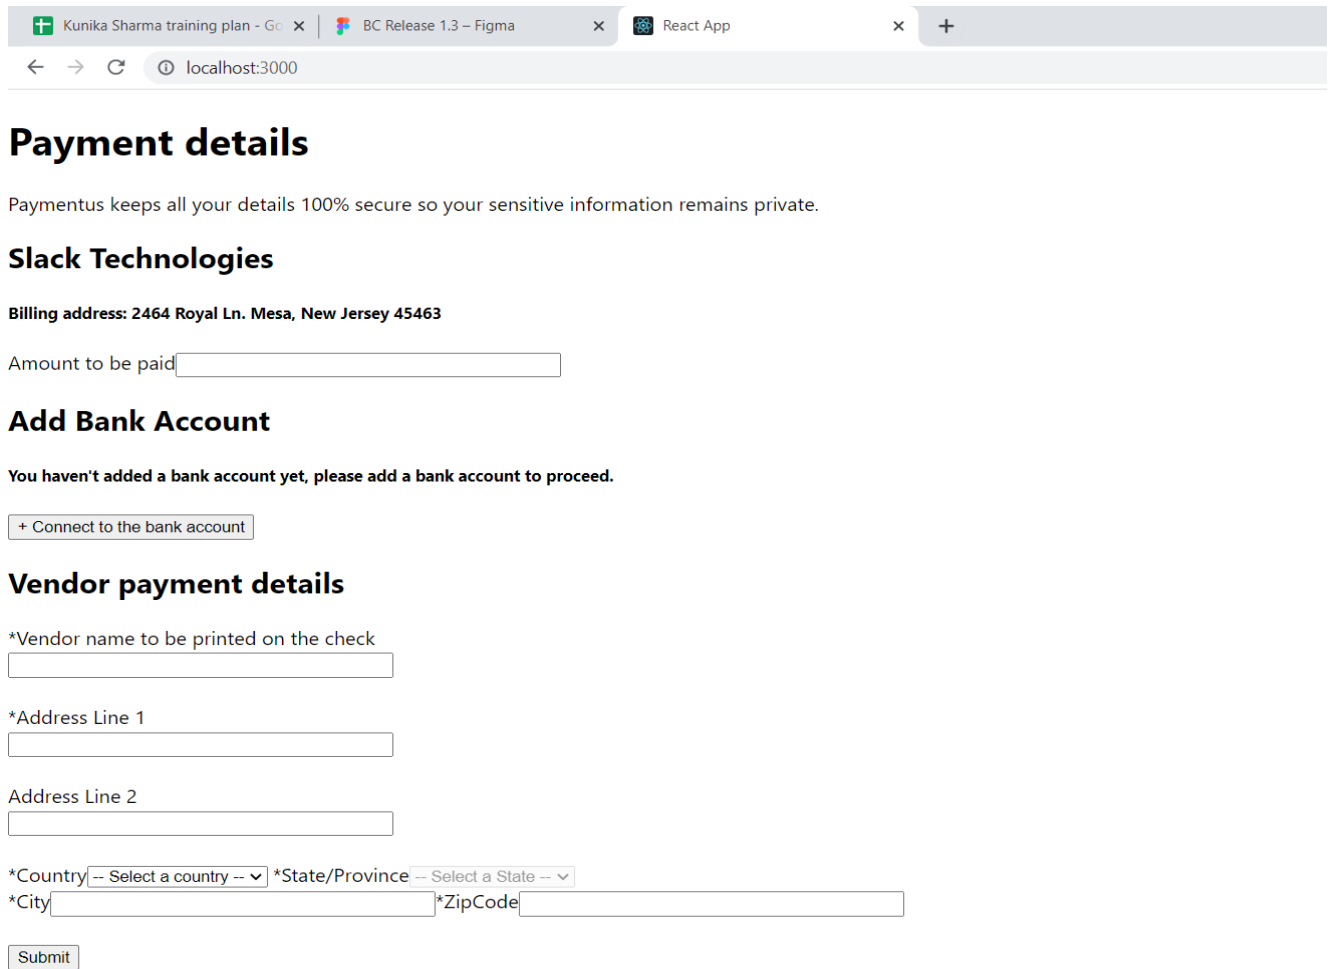 Kunika Sharma training plan - Go
BC Release 1.3 – Figma
React App
localhost:3000
Payment details
Paymentus keeps all your details 100% secure so your sensitive information remains private.
Slack Technologies
Billing address: 2464 Royal Ln. Mesa, New Jersey 45463
Amount to be paid
Add Bank Account
You haven't added a bank account yet, please add a bank account to proceed.
+ Connect to the bank account
Vendor payment details
*Vendor name to be printed on the check
*Address Line 1
Address Line 2
*Country -- Select a country -- *State/Province -- Select a State --
*City *ZipCode
Submit